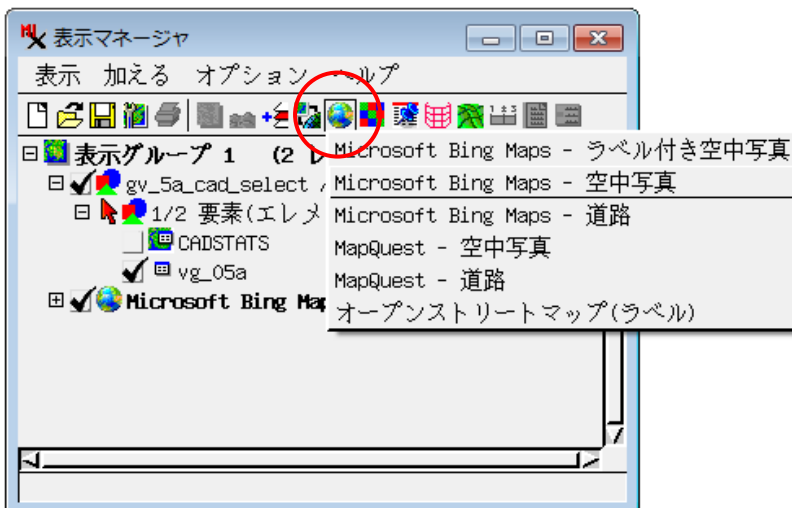 表示マネージャ
表示 加える オプション ヘルプ
表示グループ 1 (2 レ
gv_5a_cad_select /
1/2 要素(エレメ
CADSTATS
vg_05a
Microsoft Bing Map
Microsoft Bing Maps - ラベル付き空中写真
Microsoft Bing Maps - 空中写真
Microsoft Bing Maps - 道路
MapQuest - 空中写真
MapQuest - 道路
オープンストリートマップ(ラベル)